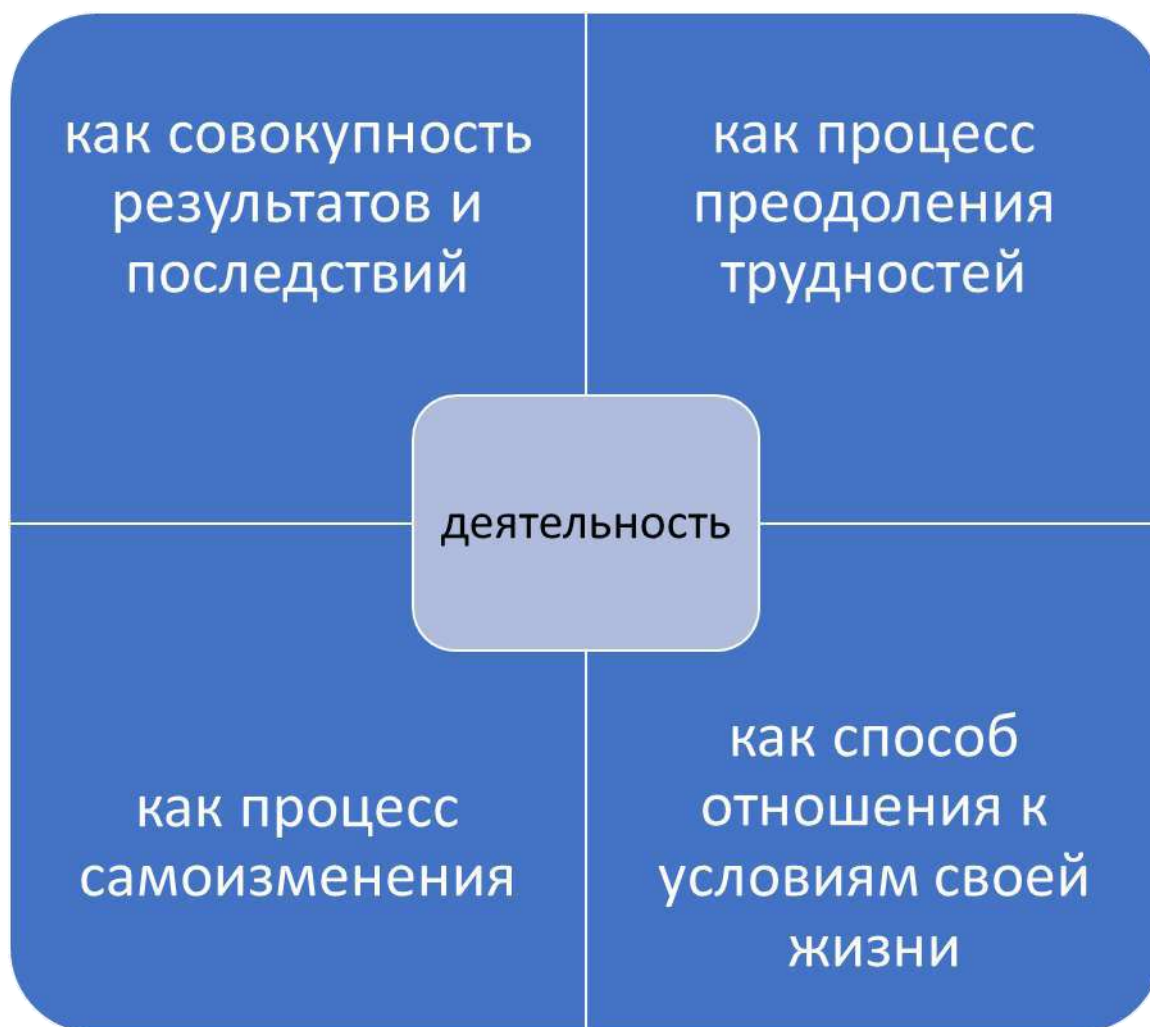 как совокупность
результатов и
последствий
как процесс
преодоления
трудностей
деятельность
как процесс
самоизменения
как способ
отношения к
условиям своей
жизни